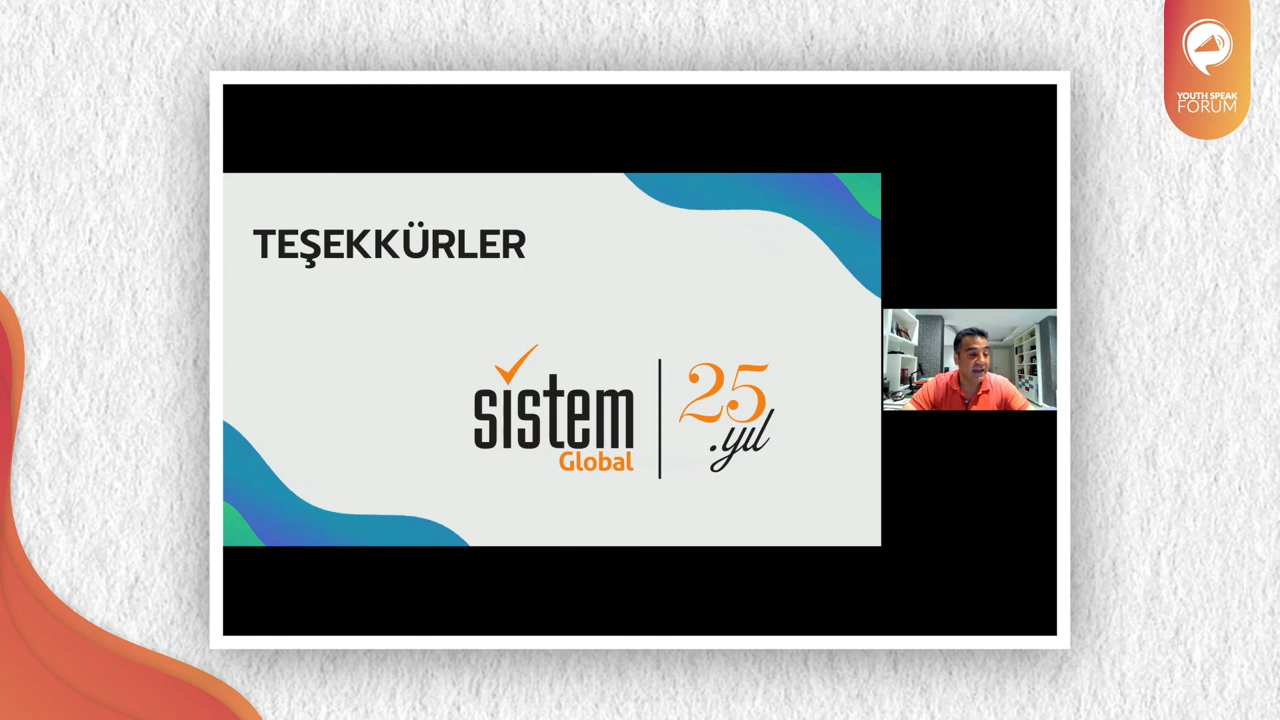 YOUTH SPEAK
FORUM
TEŞEKKÜRLER
sistem
Global
25
.yıl